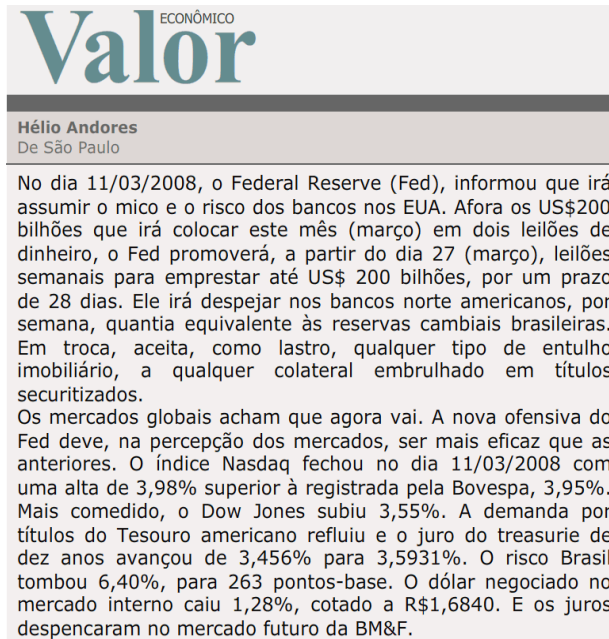 ECONÔMICO
Valor
Hélio Andores
De São Paulo
No dia 11/03/2008, o Federal Reserve (Fed), informou que irá
assumir o mico e o risco dos bancos nos EUA. Afora os US$200
bilhões que irá colocar este mês (março) em dois leilões de
dinheiro, o Fed promoverá, a partir do dia 27 (março), leilões
semanais para emprestar até US$ 200 bilhões, por um prazo
de 28 dias. Ele irá despejar nos bancos norte americanos, por
semana, quantia equivalente às reservas cambiais brasileiras.
Em troca, aceita, como lastro, qualquer tipo de entulho
imobiliário, a qualquer colateral embrulhado em títulos
securitizados.
Os mercados globais acham que agora vai. A nova ofensiva do
Fed deve, na percepção dos mercados, ser mais eficaz que as
anteriores. O índice Nasdaq fechou no dia 11/03/2008 com
uma alta de 3,98% superior à registrada pela Bovespa, 3,95%.
Mais comedido, o Dow Jones subiu 3,55%. A demanda por
títulos do Tesouro americano refluiu e o juro do treasurie de
dez anos avançou de 3,456% para 3,5931%. O risco Brasil
tombou 6,40%, para 263 pontos-base. O dólar negociado no
mercado interno caiu 1,28%, cotado a R$1,6840. E os juros
despencaram no mercado futuro da BM&F.